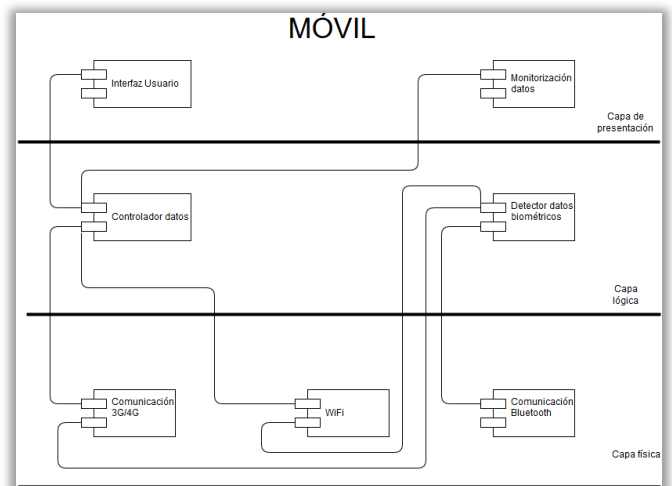 MÓVIL
Interfaz Usuario
Monitorización
datos
Capa de
presentación
Controlador datos
Detector datos
biométricos
Capa
lógica
Comunicación
3G/4G
WiFi
Comunicación
Bluetooth
Capa física